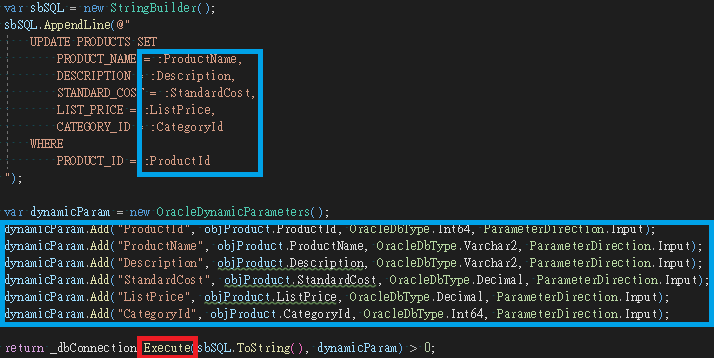 var sbSQL = new StringBuilder();
sbSQL.AppendLine(@"
UPDATE PRODUCTS SET
PRODUCT_NAME = :ProductName,
DESCRIPTION = :Description,
STANDARD_COST = :StandardCost,
LIST_PRICE = :ListPrice,
CATEGORY_ID = :CategoryId
WHERE
PRODUCT_ID = :ProductId
");
var dynamicParam = new OracleDynamicParameters();
dynamicParam.Add("ProductId", objProduct.ProductId, OracleDbType.Int64, ParameterDirection.Input);
dynamicParam.Add("ProductName", objProduct.ProductName, OracleDbType.Varchar2, ParameterDirection.Input);
dynamicParam.Add("Description", objProduct.Description, OracleDbType.Varchar2, ParameterDirection.Input);
dynamicParam.Add("StandardCost", objProduct.StandardCost, OracleDbType.Decimal, ParameterDirection.Input);
dynamicParam.Add("ListPrice", objProduct.ListPrice, OracleDbType.Decimal, ParameterDirection.Input);
dynamicParam.Add("CategoryId", objProduct.CategoryId, OracleDbType.Int64, ParameterDirection.Input);
return _dbConnection.Execute(sbSQL.ToString(), dynamicParam) > 0;